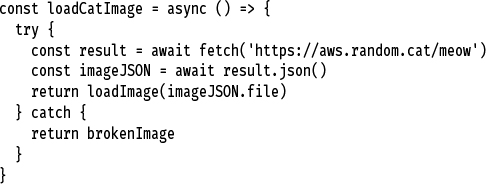 const loadCatImage = async () => {
  try {
    const result = await fetch('https://aws.random.cat/meow')
    const imageJSON = await result.json()
    return loadImage(imageJSON.file)
  } catch {
    return brokenImage
  }
}